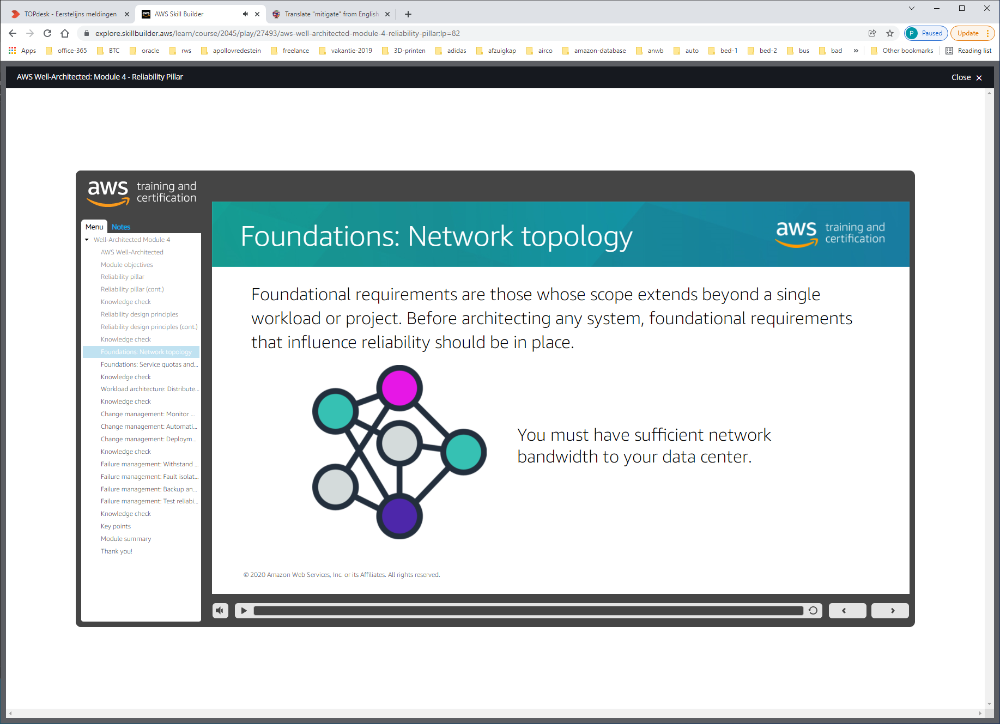 TOPdesk - Eerstelijns meldingen
AWS Skill Builder
Translate "mitigate" from English
explore.skillbuilder.aws/learn/course/2045/play/27493/aws-well-architected-module-4-reliability-pillar;lp=82
P Paused
Update
Apps office-365 BTC oracle rws apollovredestein freelance vakantie-2019 3D-printen adidas afzuigkap airco amazon-database anwb auto bed-1 bed-2 bus bad » Other bookmarks Reading list
AWS Well-Architected: Module 4 - Reliability Pillar
Close
aws training and
certification
Menu Notes
Well-Architected Module 4
AWS Well-Architected
Module objectives
Reliability pillar
Reliability pillar (cont.)
Knowledge check
Reliability design principles
Reliability design principles (cont.)
Knowledge check
Foundations: Network topology
Foundations: Service quotas and...
Knowledge check
Workload architecture: Distribute...
Knowledge check
Change management: Monitor ...
Change management: Automati...
Change management: Deploym...
Knowledge check
Failure management: Withstand ...
Failure management: Fault isolat...
Failure management: Backup an...
Failure management: Test reliabi...
Knowledge check
Key points
Module summary
Thank you!
Foundations: Network topology
aws training and
certification
Foundational requirements are those whose scope extends beyond a single
workload or project. Before architecting any system, foundational requirements
that influence reliability should be in place.
You must have sufficient network
bandwidth to your data center.
© 2020 Amazon Web Services, Inc. or its Affiliates. All rights reserved.